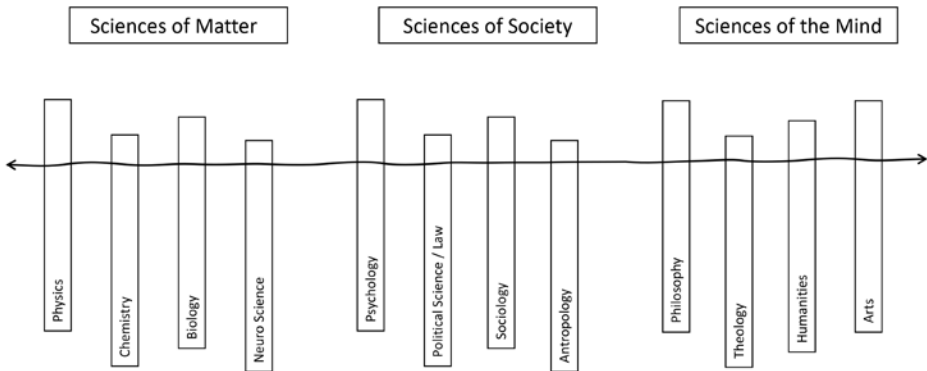 Sciences of Matter
Sciences of Society
Sciences of the Mind
Physics
Chemistry
Biology
Neuro Science
Psychology
Political Science / Law
Sociology
Antropology
Philosophy
Theology
Humanities
Arts